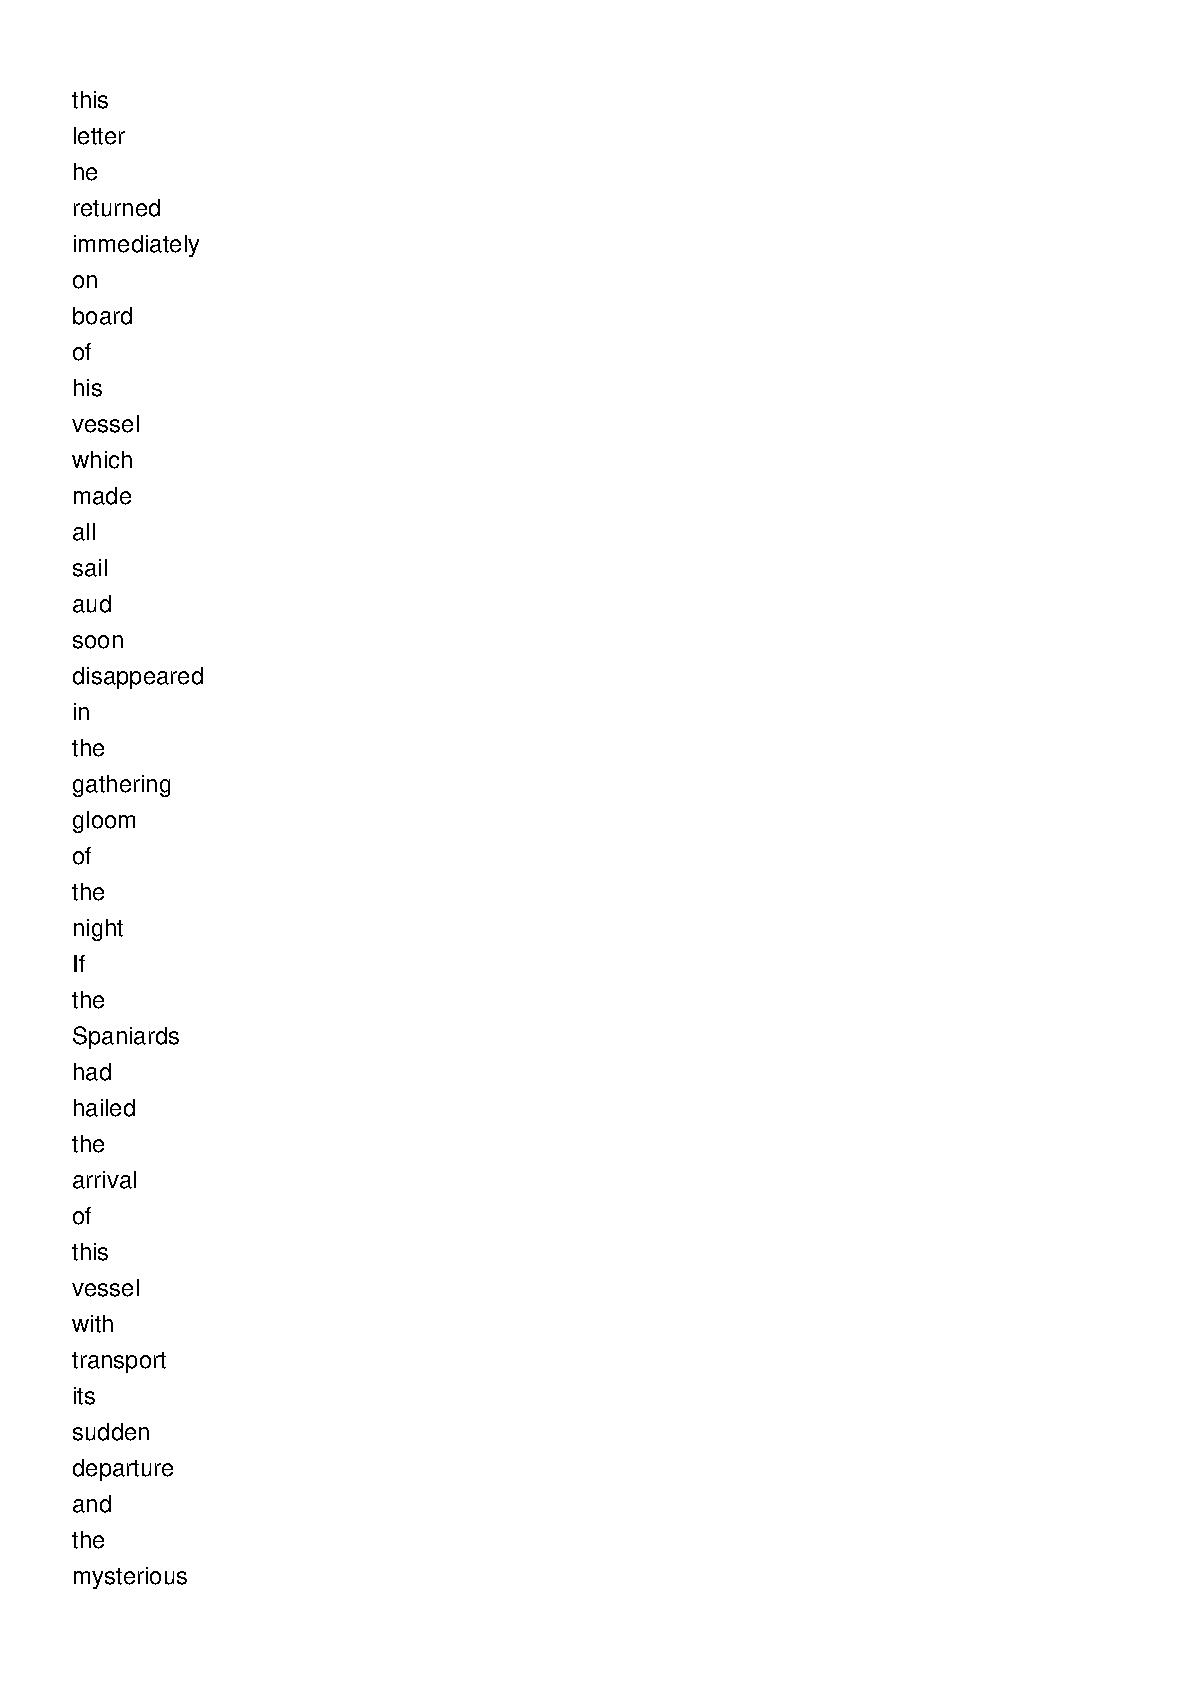 this
letter
he
returned
immediately
on
board
of
his
vessel
which
made
all
sail
aud
soon
disappeared
in
the
gathering
gloom
of
the
night
If
the
Spaniards
had
hailed
the
arrival
of
this
vessel
with
transport
its
sudden
departure
and
the
mysterious